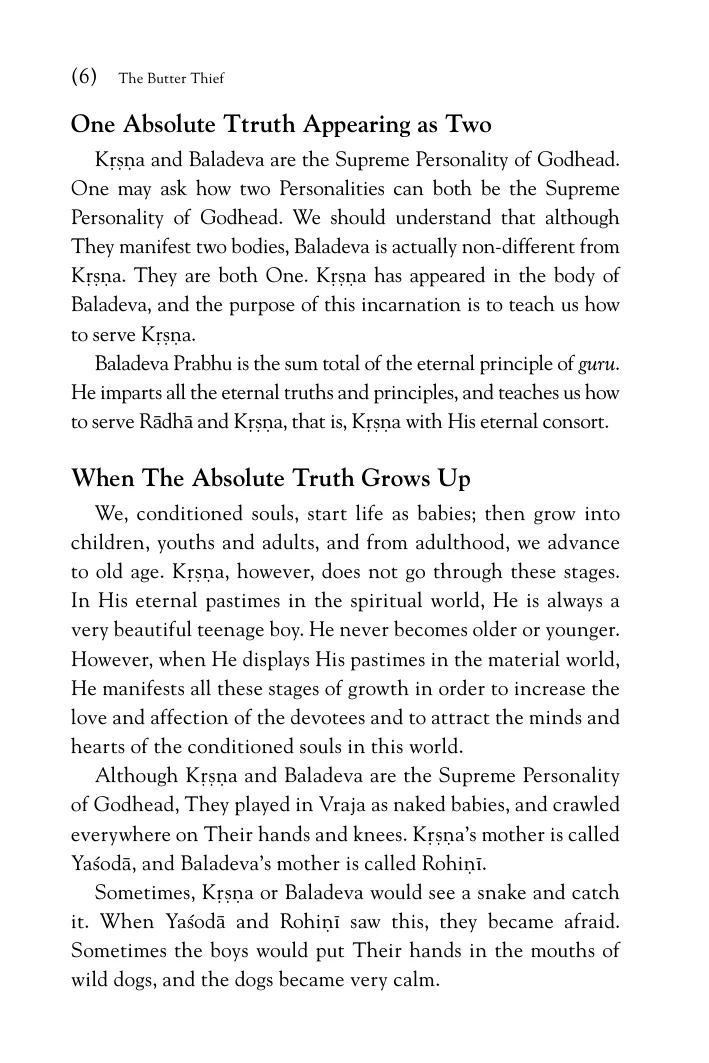 (6) The Butter Thief
One Absolute Ttruth Appearing as Two
Kṛṣṇa and Baladeva are the Supreme Personality of Godhead.
One may ask how two Personalities can both be the Supreme
Personality of Godhead. We should understand that although
They manifest two bodies, Baladeva is actually non-different from
Kṛṣṇa. They are both One. Kṛṣṇa has appeared in the body of
Baladeva, and the purpose of this incarnation is to teach us how
to serve Kṛṣṇa.
Baladeva Prabhu is the sum total of the eternal principle of guru.
He imparts all the eternal truths and principles, and teaches us how
to serve Rādhā and Kṛṣṇa, that is, Kṛṣṇa with His eternal consort.
When The Absolute Truth Grows Up
We, conditioned souls, start life as babies; then grow into
children, youths and adults, and from adulthood, we advance
to old age. Kṛṣṇa, however, does not go through these stages.
In His eternal pastimes in the spiritual world, He is always a
very beautiful teenage boy. He never becomes older or younger.
However, when He displays His pastimes in the material world,
He manifests all these stages of growth in order to increase the
love and affection of the devotees and to attract the minds and
hearts of the conditioned souls in this world.
Although Kṛṣṇa and Baladeva are the Supreme Personality
of Godhead, They played in Vraja as naked babies, and crawled
everywhere on Their hands and knees. Kṛṣṇa’s mother is called
Yaśodā, and Baladeva’s mother is called Rohiṇī.
Sometimes, Kṛṣṇa or Baladeva would see a snake and catch
it. When Yaśodā and Rohiṇī saw this, they became afraid.
Sometimes the boys would put Their hands in the mouths of
wild dogs, and the dogs became very calm.